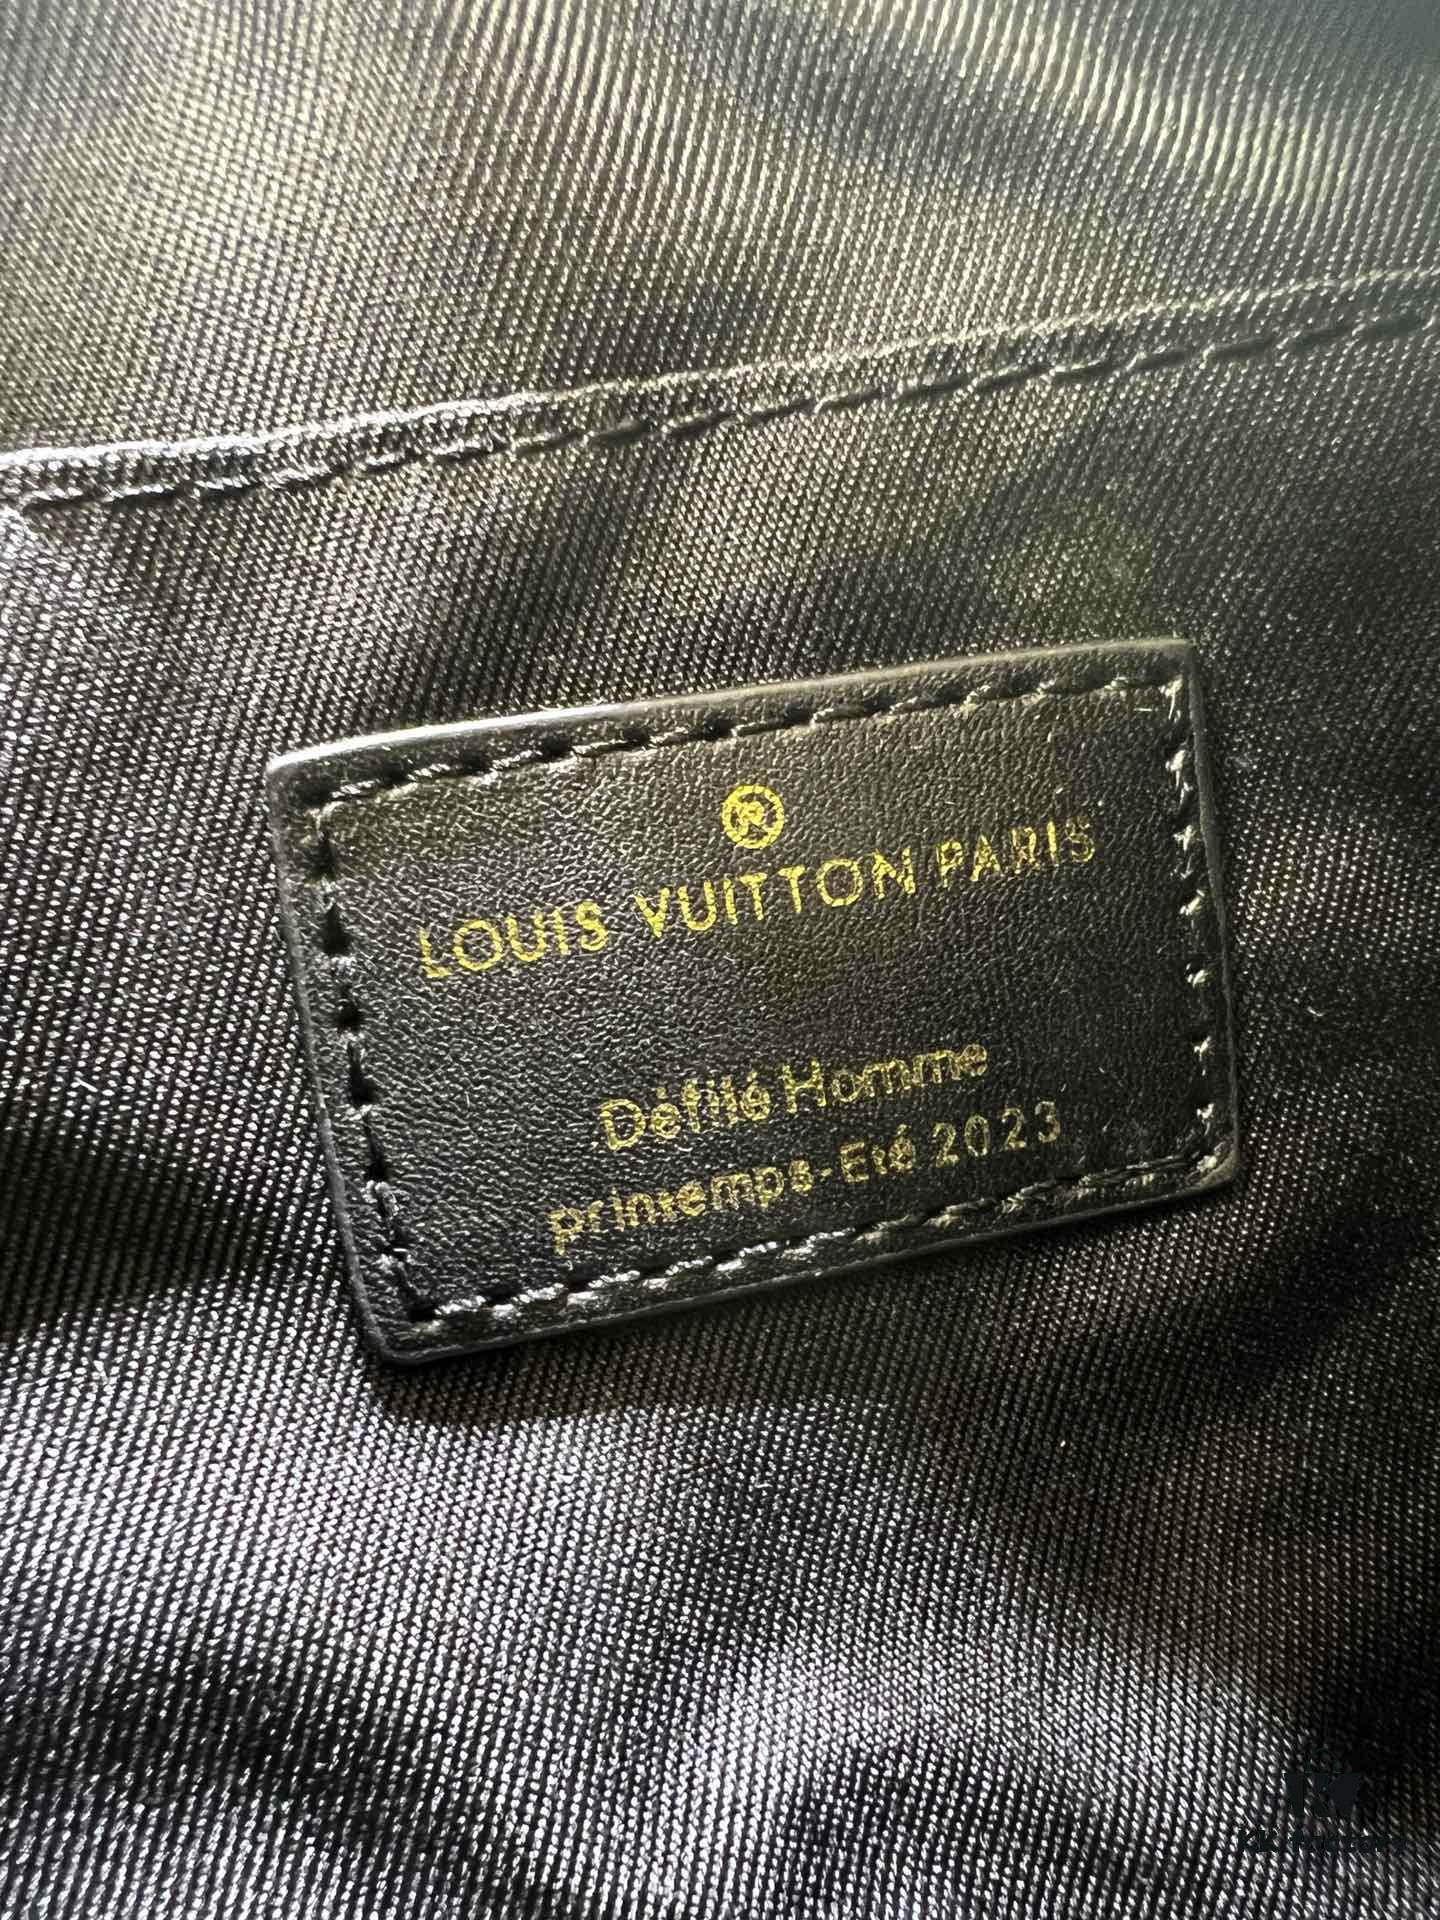 ®
LOUIS VUITTON PARIS
Défilé Homme
Printemps-Eté 2023